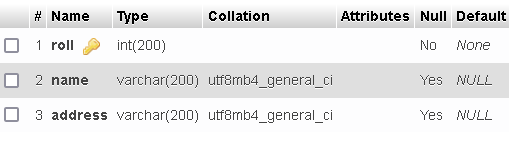 # Name Type Collation Attributes Null Default
1 roll int(200) No None
2 name varchar(200) utf8mb4_general_ci Yes NULL
3 address varchar(200) utf8mb4_general_ci Yes NULL